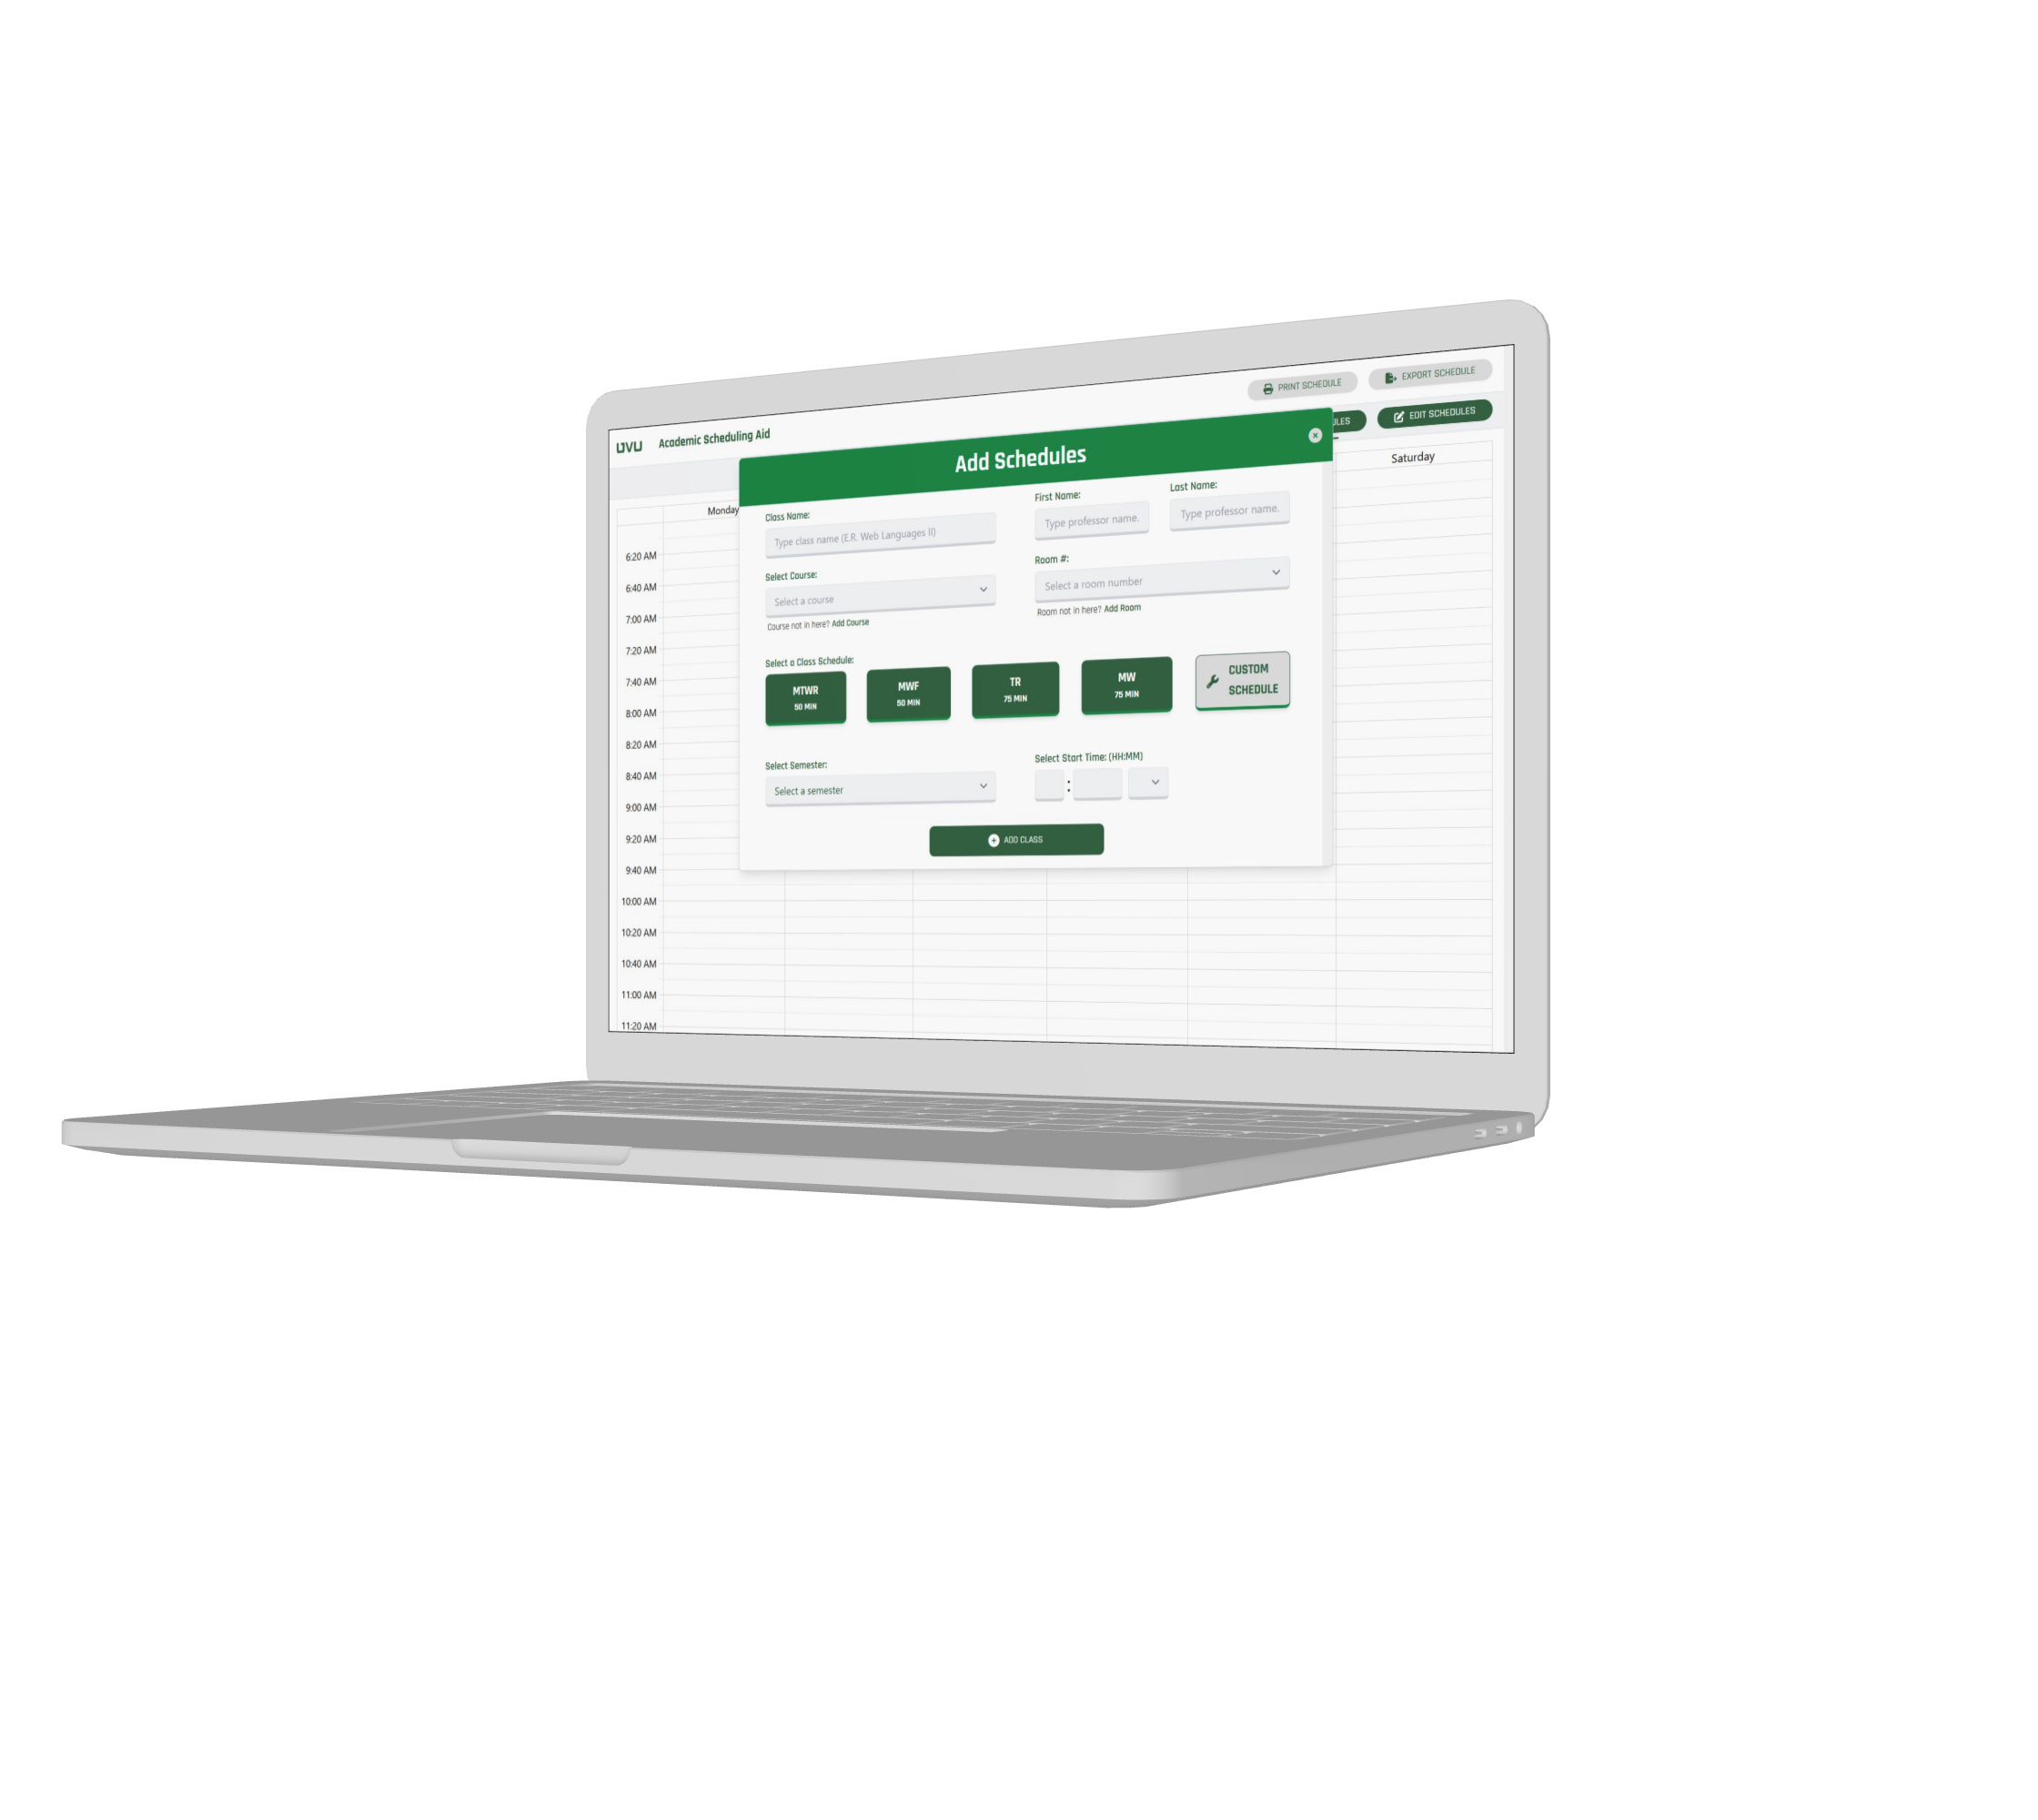 PRINT SCHEDULE
EXPORT SCHEDULE
UVU
Academic Scheduling Aid
EDIT SCHEDULES
Monday
Saturday
Add Schedules
Class Name:
Type class name (E.R. Web Languages II)
First Name:
Type professor name.
Last Name:
Type professor name.
Select Course:
Select a course
Course not in here? Add Course
Room #:
Select a room number
Room not in here? Add Room
Select a Class Schedule:
MTWR
50 MIN
MWF
50 MIN
TR
75 MIN
MW
75 MIN
CUSTOM
SCHEDULE
Select Semester:
Select a semester
Select Start Time: (HH:MM)
:
ADD CLASS
6:20 AM
6:40 AM
7:00 AM
7:20 AM
7:40 AM
8:00 AM
8:20 AM
8:40 AM
9:00 AM
9:20 AM
9:40 AM
10:00 AM
10:20 AM
10:40 AM
11:00 AM
11:20 AM